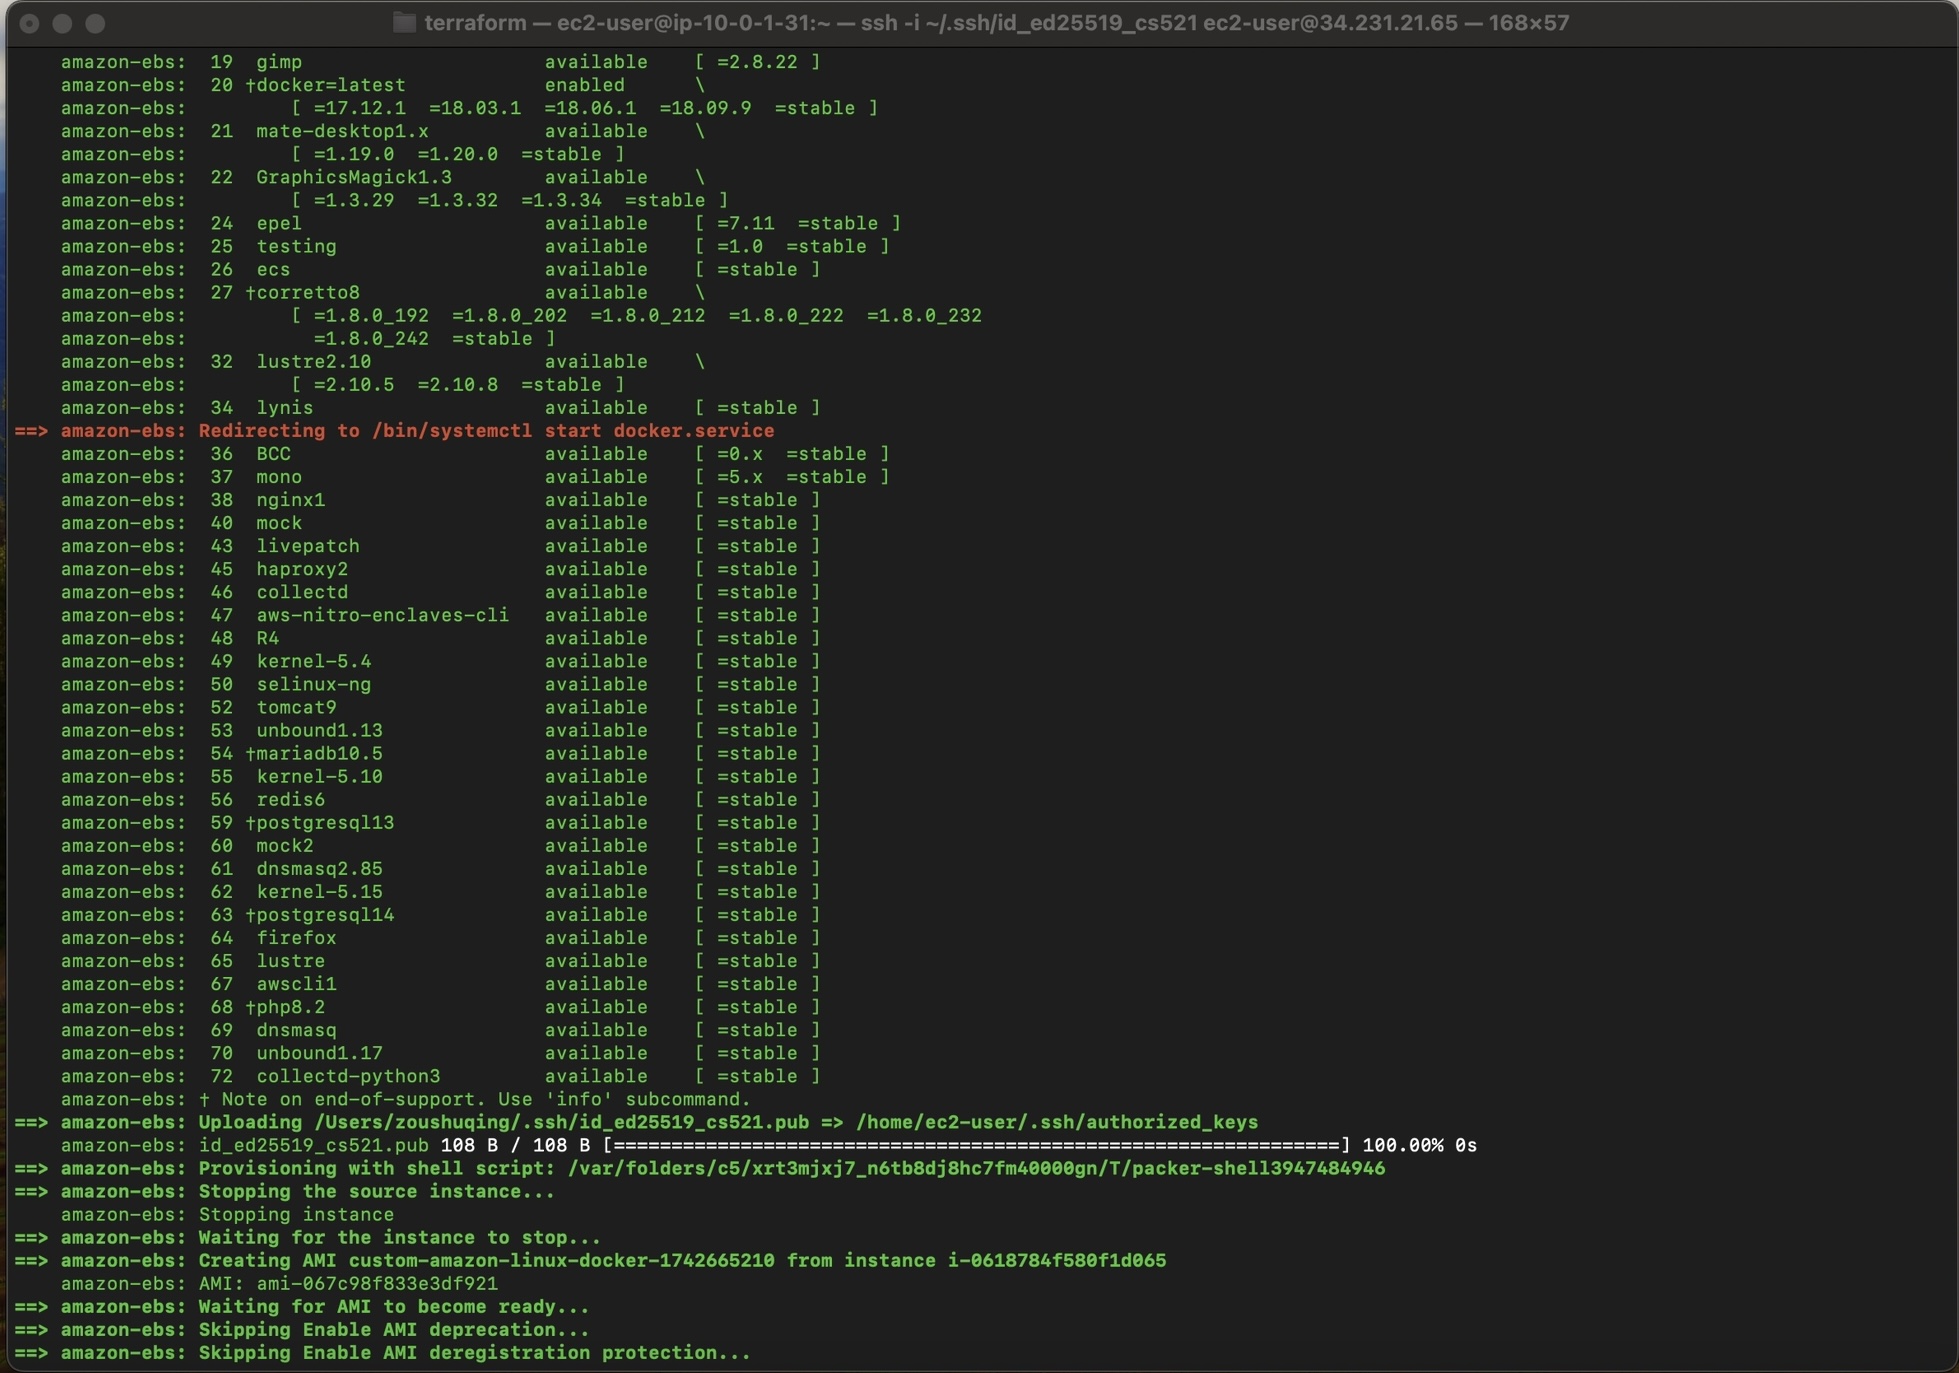 terraform — ec2-user@ip-10-0-1-31:~ — ssh -i ~/.ssh/id_ed25519_cs521 ec2-user@34.231.21.65 — 168×57
amazon-ebs:  19  gimp                     available    [ =2.8.22 ]
amazon-ebs:  20 †docker=latest            enabled      \
amazon-ebs:         [ =17.12.1  =18.03.1  =18.06.1  =18.09.9  =stable ]
amazon-ebs:  21  mate-desktop1.x          available    \
amazon-ebs:         [ =1.19.0  =1.20.0  =stable ]
amazon-ebs:  22  GraphicsMagick1.3        available    \
amazon-ebs:         [ =1.3.29  =1.3.32  =1.3.34  =stable ]
amazon-ebs:  24  epel                     available    [ =7.11  =stable ]
amazon-ebs:  25  testing                  available    [ =1.0  =stable ]
amazon-ebs:  26  ecs                      available    [ =stable ]
amazon-ebs:  27 †corretto8                available    \
amazon-ebs:         [ =1.8.0_192  =1.8.0_202  =1.8.0_212  =1.8.0_222  =1.8.0_232
amazon-ebs:           =1.8.0_242  =stable ]
amazon-ebs:  32  lustre2.10               available    \
amazon-ebs:         [ =2.10.5  =2.10.8  =stable ]
amazon-ebs:  34  lynis                    available    [ =stable ]
==> amazon-ebs: Redirecting to /bin/systemctl start docker.service
amazon-ebs:  36  BCC                      available    [ =0.x  =stable ]
amazon-ebs:  37  mono                     available    [ =5.x  =stable ]
amazon-ebs:  38  nginx1                   available    [ =stable ]
amazon-ebs:  40  mock                     available    [ =stable ]
amazon-ebs:  43  livepatch                available    [ =stable ]
amazon-ebs:  45  haproxy2                 available    [ =stable ]
amazon-ebs:  46  collectd                 available    [ =stable ]
amazon-ebs:  47  aws-nitro-enclaves-cli   available    [ =stable ]
amazon-ebs:  48  R4                       available    [ =stable ]
amazon-ebs:  49  kernel-5.4               available    [ =stable ]
amazon-ebs:  50  selinux-ng               available    [ =stable ]
amazon-ebs:  52  tomcat9                  available    [ =stable ]
amazon-ebs:  53  unbound1.13              available    [ =stable ]
amazon-ebs:  54 †mariadb10.5              available    [ =stable ]
amazon-ebs:  55  kernel-5.10              available    [ =stable ]
amazon-ebs:  56  redis6                   available    [ =stable ]
amazon-ebs:  59 †postgresql13             available    [ =stable ]
amazon-ebs:  60  mock2                    available    [ =stable ]
amazon-ebs:  61  dnsmasq2.85              available    [ =stable ]
amazon-ebs:  62  kernel-5.15              available    [ =stable ]
amazon-ebs:  63 †postgresql14             available    [ =stable ]
amazon-ebs:  64  firefox                  available    [ =stable ]
amazon-ebs:  65  lustre                   available    [ =stable ]
amazon-ebs:  67  awscli1                  available    [ =stable ]
amazon-ebs:  68 †php8.2                   available    [ =stable ]
amazon-ebs:  69  dnsmasq                  available    [ =stable ]
amazon-ebs:  70  unbound1.17              available    [ =stable ]
amazon-ebs:  72  collectd-python3         available    [ =stable ]
amazon-ebs: † Note on end-of-support. Use 'info' subcommand.
==> amazon-ebs: Uploading /Users/zoushuqing/.ssh/id_ed25519_cs521.pub => /home/ec2-user/.ssh/authorized_keys
amazon-ebs: id_ed25519_cs521.pub 108 B / 108 B [===============================================================] 100.00% 0s
==> amazon-ebs: Provisioning with shell script: /var/folders/c5/xrt3mjxj7_n6tb8dj8hc7fm40000gn/T/packer-shell3947484946
==> amazon-ebs: Stopping the source instance...
amazon-ebs: Stopping instance
==> amazon-ebs: Waiting for the instance to stop...
==> amazon-ebs: Creating AMI custom-amazon-linux-docker-1742665210 from instance i-0618784f580f1d065
amazon-ebs: AMI: ami-067c98f833e3df921
==> amazon-ebs: Waiting for AMI to become ready...
==> amazon-ebs: Skipping Enable AMI deprecation...
==> amazon-ebs: Skipping Enable AMI deregistration protection...